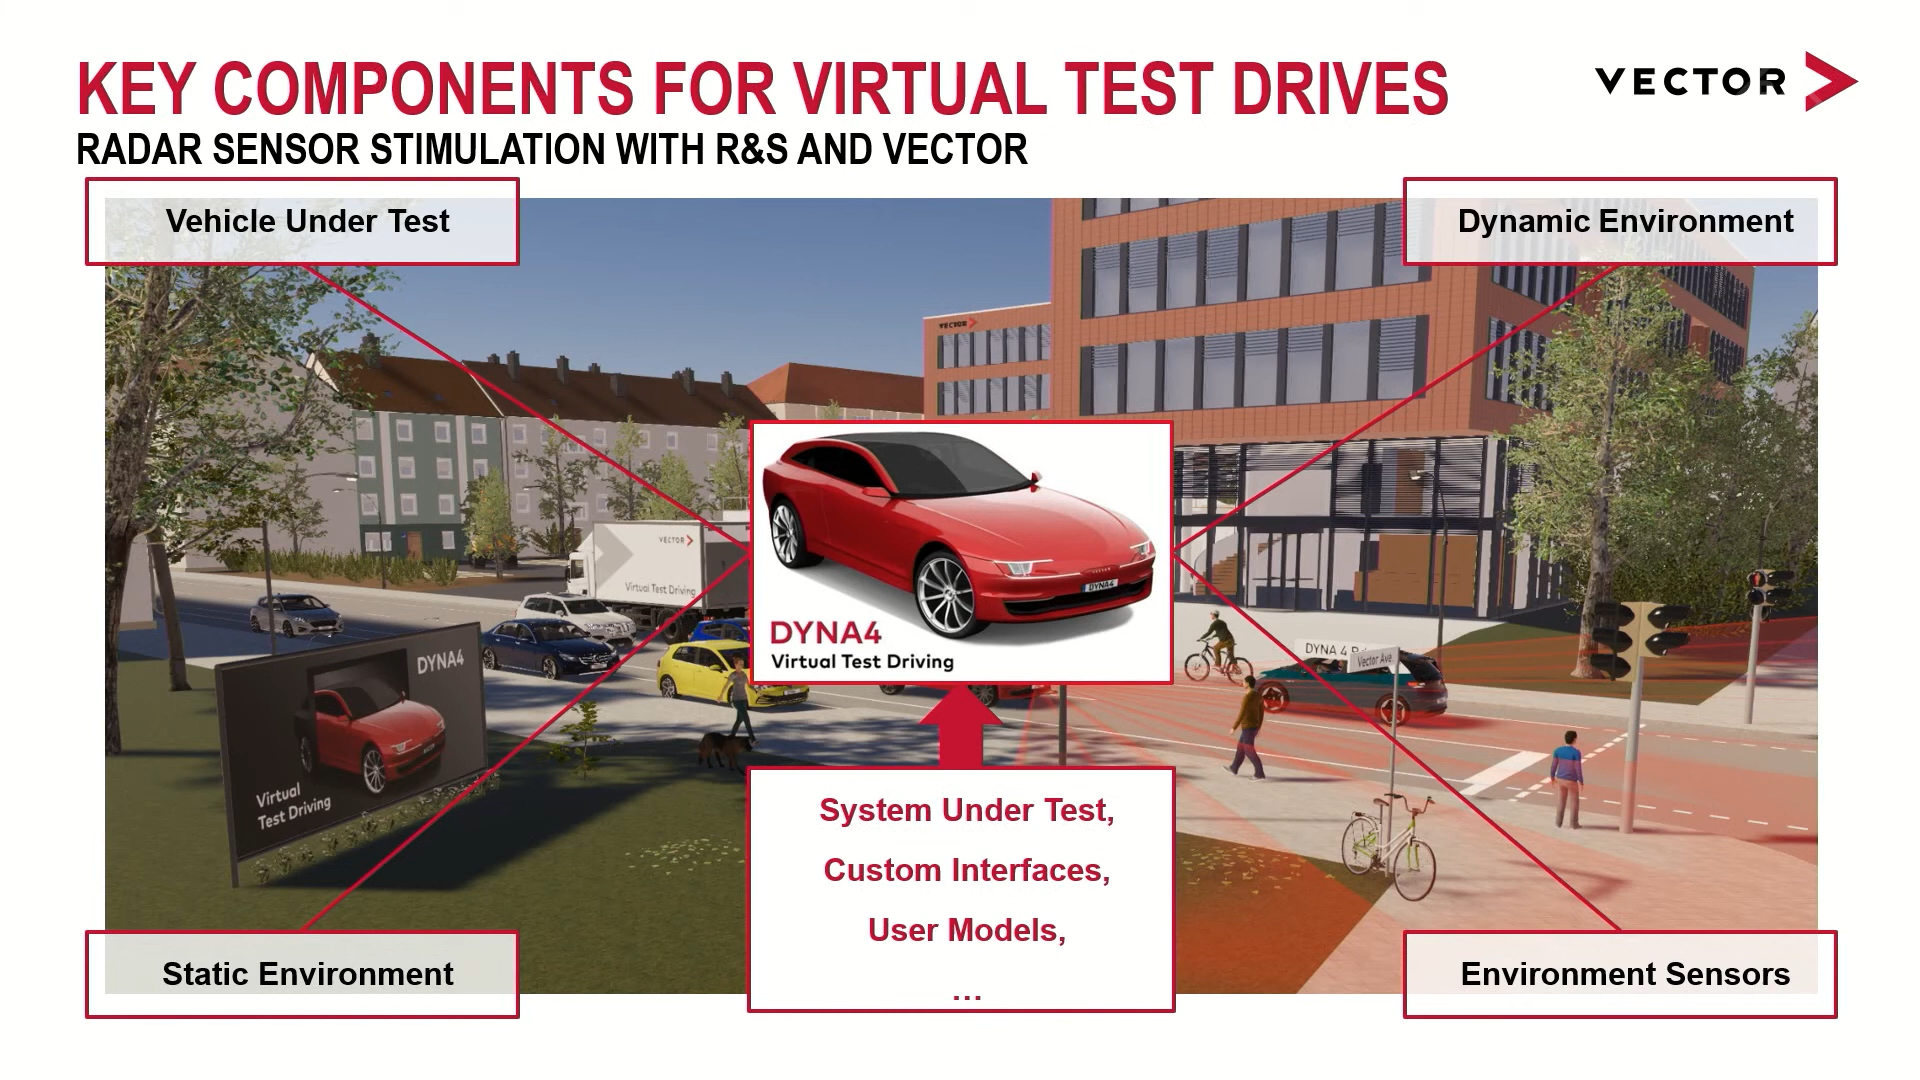 KEY COMPONENTS FOR VIRTUAL TEST DRIVES
VECTOR
RADAR SENSOR STIMULATION WITH R&S AND VECTOR
Vehicle Under Test
Dynamic Environment
VECTOR
VECTOR
Virtual Test Driving
DYNA4
DYNA4
Virtual Test Driving
DYNA 4
Vector Ave.
DYNA4
Virtual
Test Driving
System Under Test,
Custom Interfaces,
User Models,
...
Static Environment
Environment Sensors